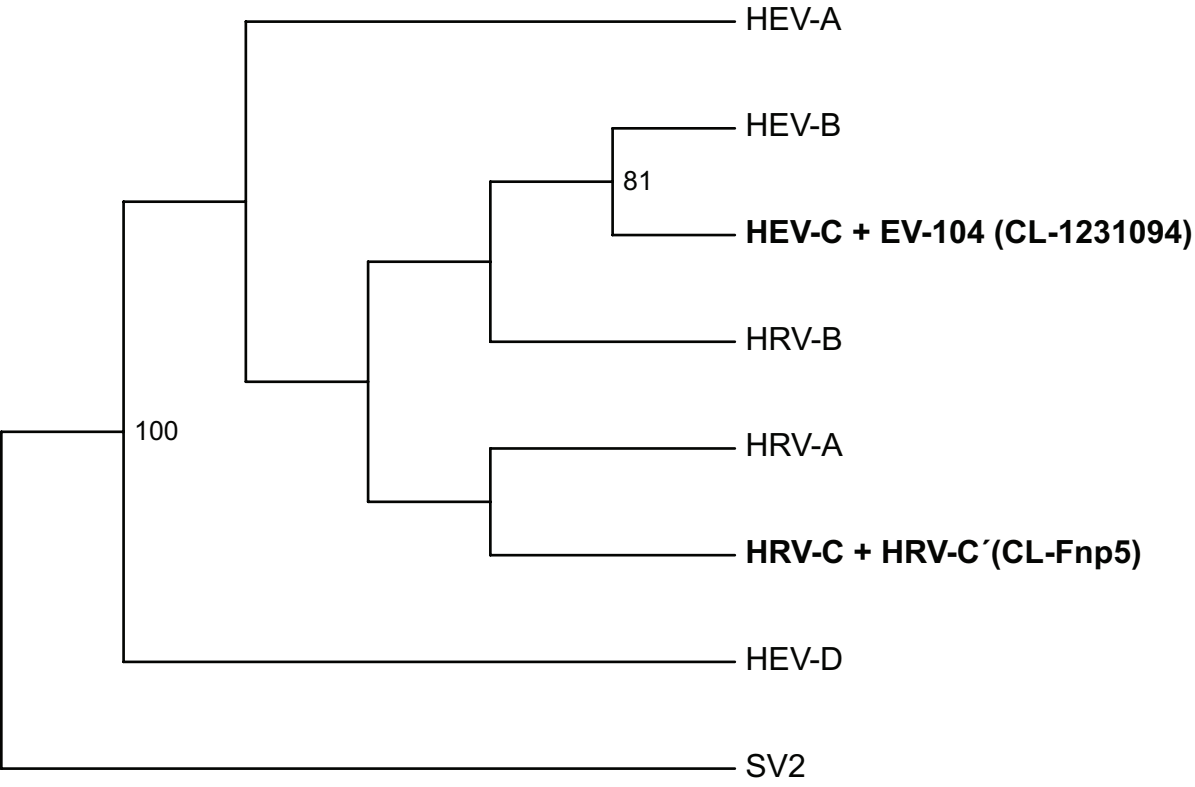 HEV-A
HEV-B
81
HEV-C + EV-104 (CL-1231094)
HRV-B
100
HRV-A
HRV-C + HRV-C´(CL-Fnp5)
HEV-D
SV2